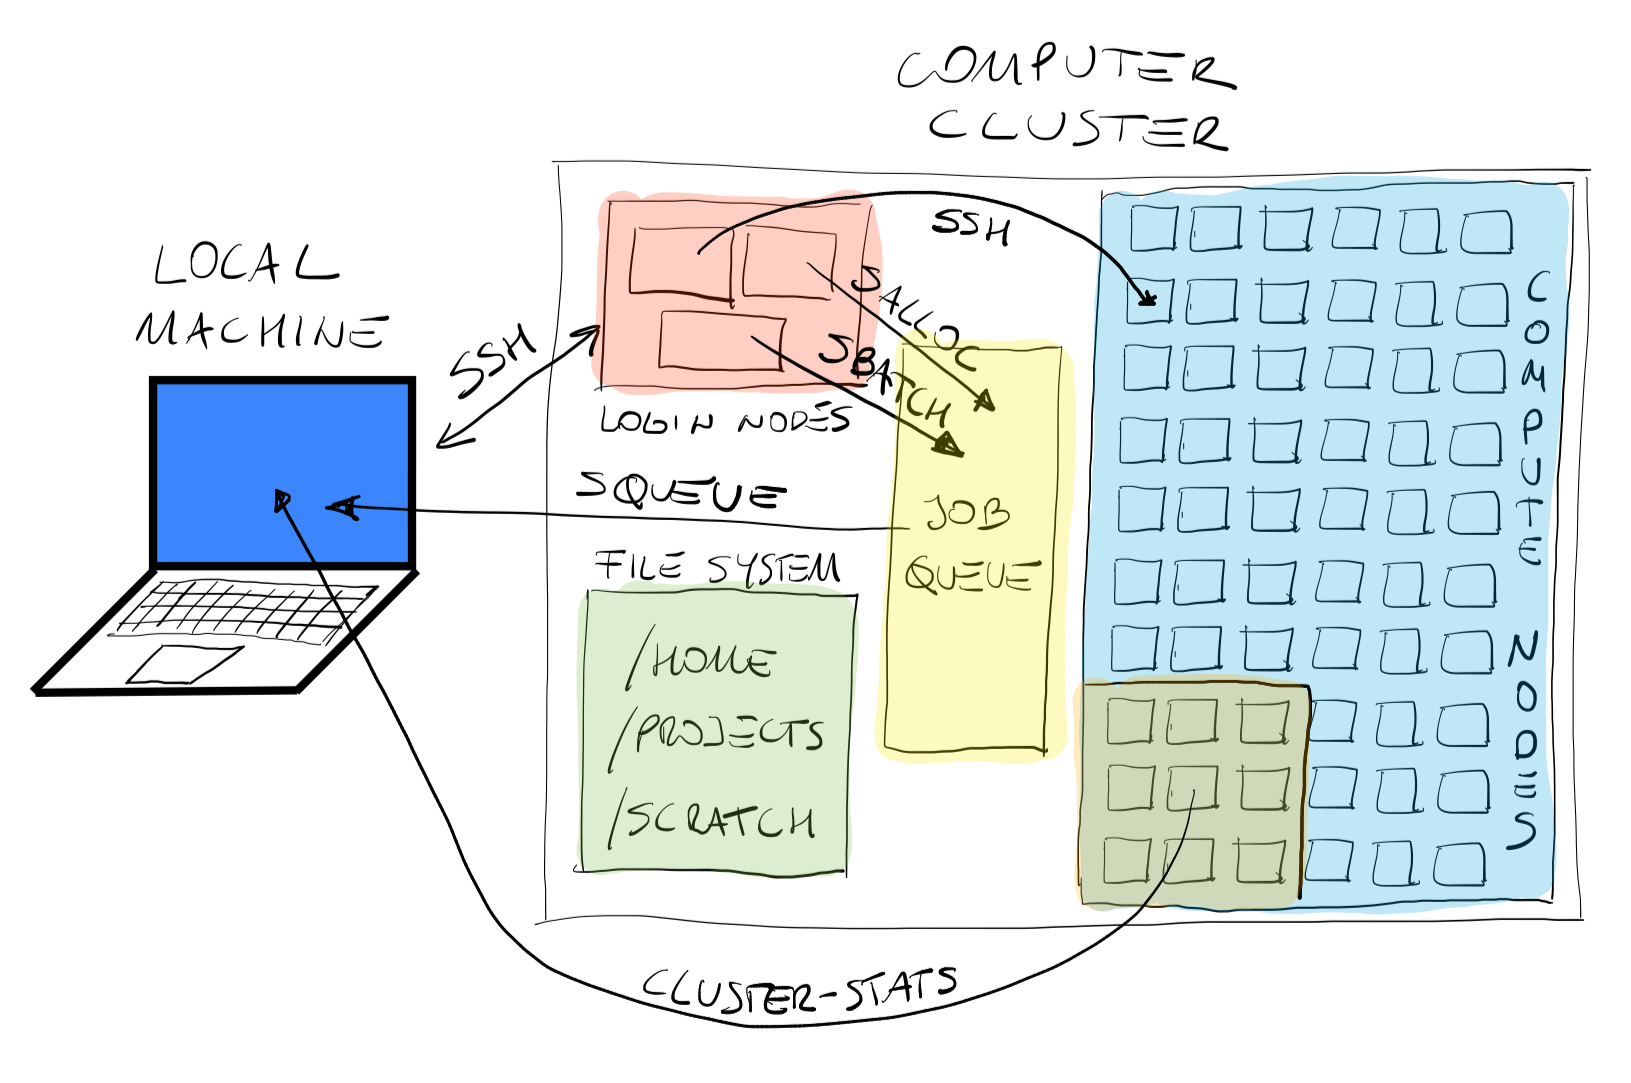 COMPUTER
CLUSTER
LOCAL
MACHINE
SSH
SSH
SALLOC
SBATCH
LOGIN NODES
SQUEUE
JOB
QUEUE
FILE SYSTEM
/HOME
/PROJECTS
/SCRATCH
COMPUTE NODES
CLUSTER-STATS